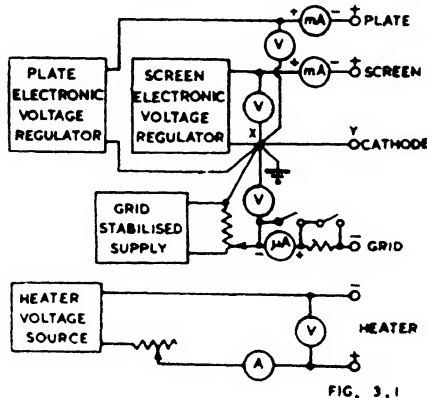 + mA - + PLATE
V
PLATE
ELECTRONIC
VOLTAGE
REGULATOR
SCREEN
ELECTRONIC
VOLTAGE
REGULATOR
+ mA - + SCREEN
V
X
Y
CATHODE
V
GRID
STABILISED
SUPPLY
- μA + - GRID
HEATER
VOLTAGE
SOURCE
-
V
HEATER
A
+
FIG. 3.1